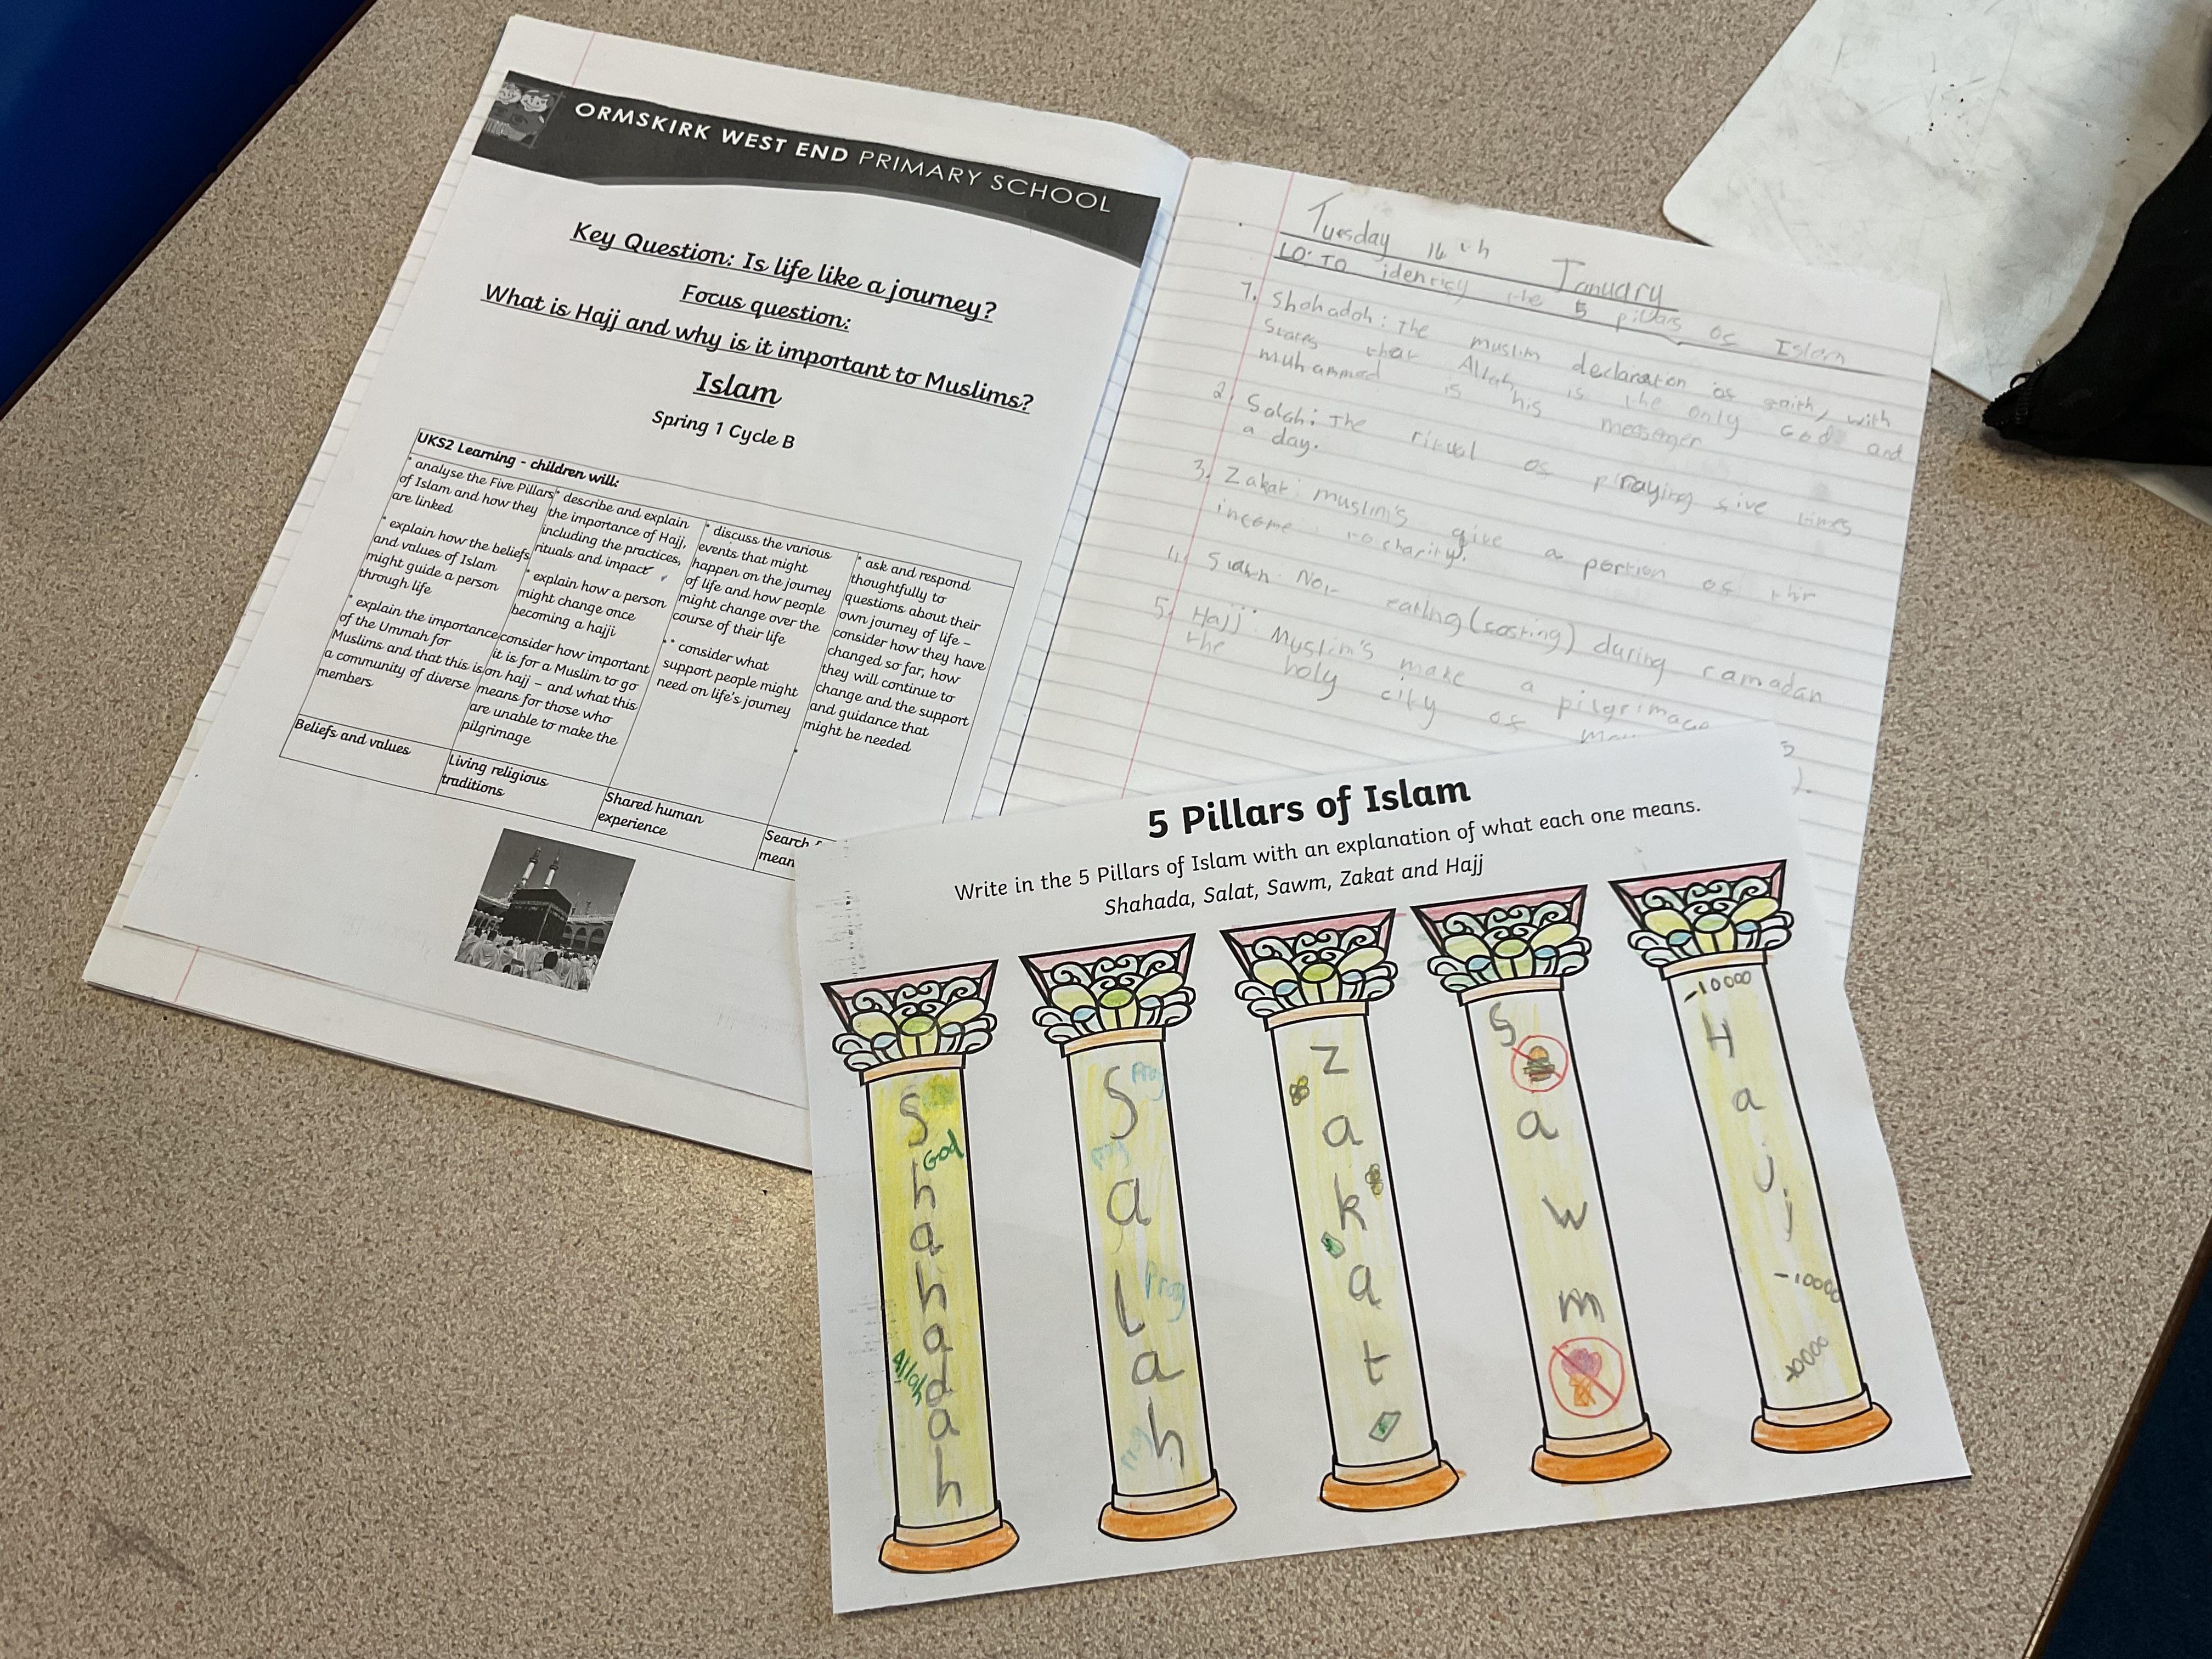 ORMSKIRK WEST END PRIMARY SCHOOL
Key Question: Is life like a journey?
Focus question:
What is Hajj and why is it important to Muslims?
Islam
Spring 1 Cycle B
UKS2 Learning - children will:
* analyse the Five Pillars
of Islam and how they
are linked
* explain how the beliefs
and values of Islam
might guide a person
through life
* explain the importance
of the Ummah for
Muslims and that this is
a community of diverse
members
* describe and explain
the importance of Hajj,
including the practices,
rituals and impact
* explain how a person
might change once
becoming a hajji
consider how important
it is for a Muslim to go
on hajj – and what this
means for those who
are unable to make the
pilgrimage
* discuss the various
events that might
happen on the journey
of life and how people
might change over the
course of their life
** consider what
support people might
need on life's journey
* ask and respond
thoughtfully to
questions about their
own journey of life –
consider how they have
changed so far, how
they will continue to
change and the support
and guidance that
might be needed
Beliefs and values
Living religious
traditions
Shared human
experience
Search
mean
Tuesday 14th January
LO: TO identify the 5 pillars of Islam
1. Shahadah: The muslim declaration of faith, with
states that Allah is the only God and
muhammed is his messenger
2. Salah: The ritual of praying five times
a day.
3. Zakat: muslim's give a portion of thr
income to charity.
4. Not eating (fasting) during ramadan
5. Hajj: Muslim's make a pilgrimage
the holy city of
5 Pillars of Islam
Write in the 5 Pillars of Islam with an explanation of what each one means.
Shahada, Salat, Sawm, Zakat and Hajj
Shahadah
God
Allah
Salah
Pray
Pray
Pray
Pray
Zakat
Sawm
-10000
Hajj
-10000
-10000